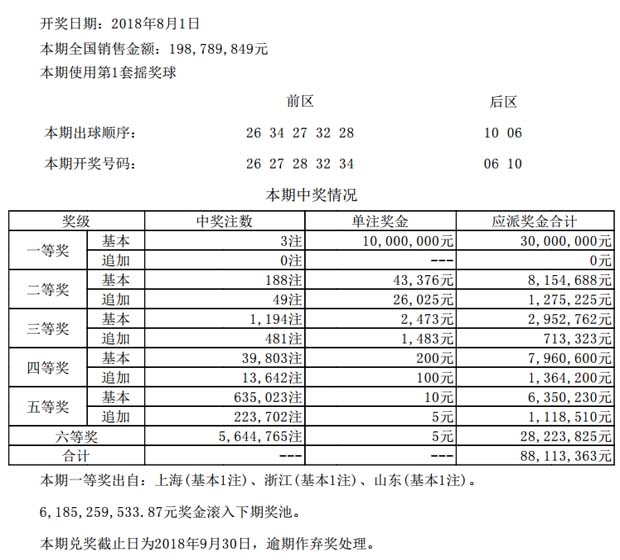 开奖日期：2018年8月1日
本期全国销售金额：198,789,849元
本期使用第1套摇奖球
前区 后区
本期出球顺序： 26 34 27 32 28 10 06
本期开奖号码： 26 27 28 32 34 06 10
本期中奖情况
奖级 中奖注数 单注奖金 应派奖金合计
一等奖 基本 3注 10,000,000元 30,000,000元
追加 0注 --- 0元
二等奖 基本 188注 43,376元 8,154,688元
追加 49注 26,025元 1,275,225元
三等奖 基本 1,194注 2,473元 2,952,762元
追加 481注 1,483元 713,323元
四等奖 基本 39,803注 200元 7,960,600元
追加 13,642注 100元 1,364,200元
五等奖 基本 635,023注 10元 6,350,230元
追加 223,702注 5元 1,118,510元
六等奖 5,644,765注 5元 28,223,825元
合计 --- --- 88,113,363元
本期一等奖出自：上海(基本1注)、浙江(基本1注)、山东(基本1注)。
6,185,259,533.87元奖金滚入下期奖池。
本期兑奖截止日为2018年9月30日，逾期作弃奖处理。